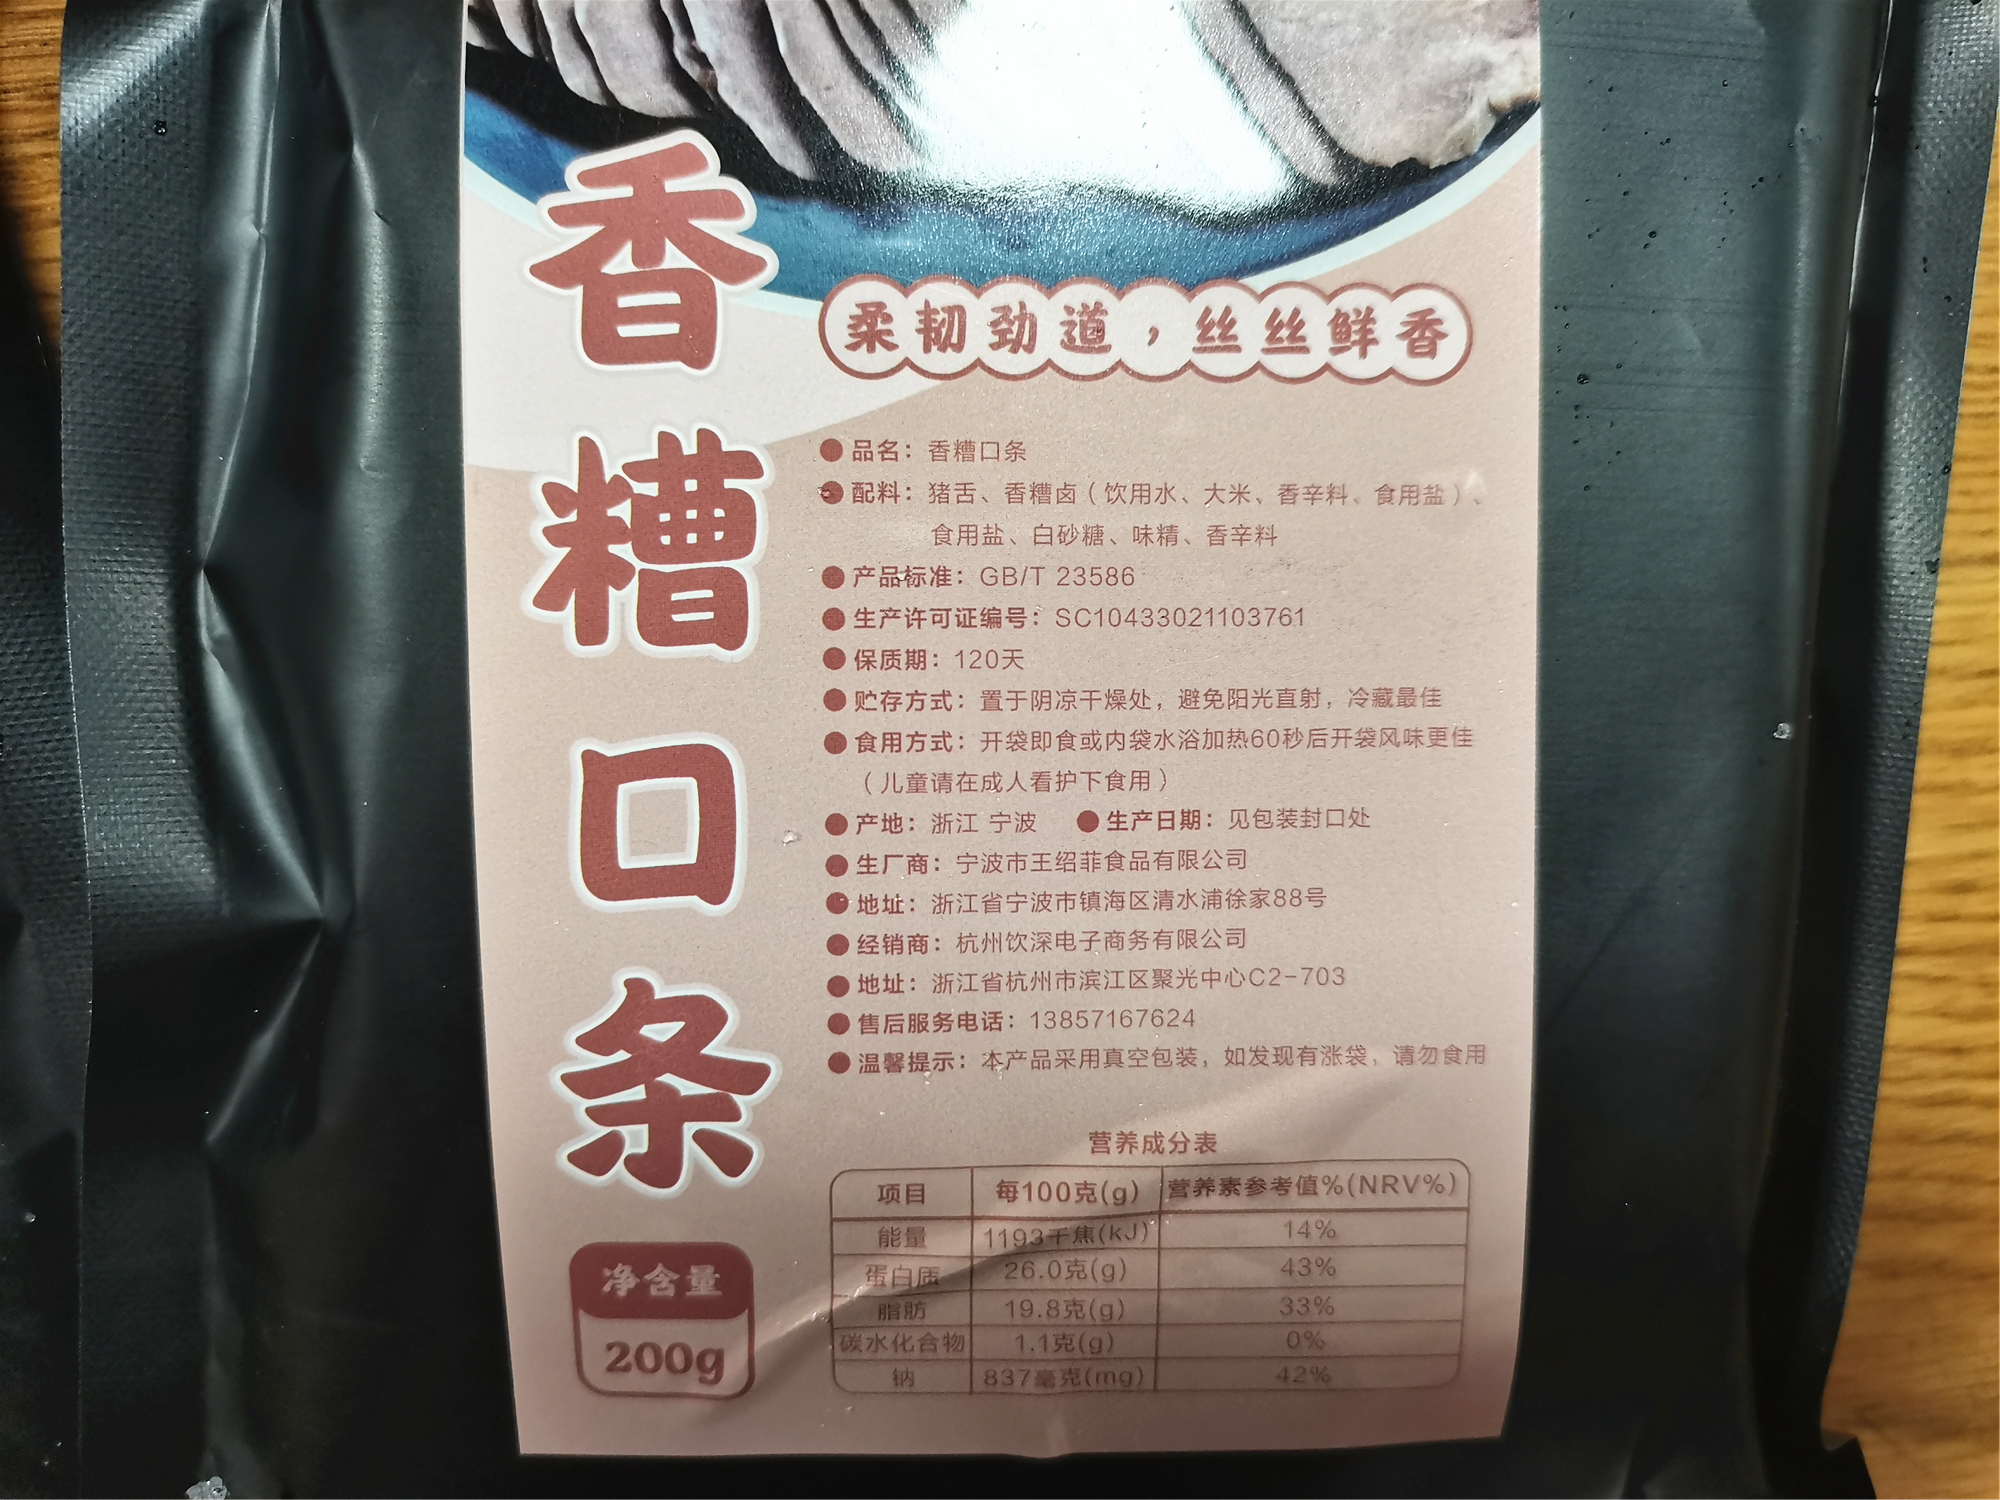 香糟口条
柔韧劲道，丝丝鲜香
●品名：香糟口条
●配料：猪舌、香糟卤（饮用水、大米、香辛料、食用盐）、
食用盐、白砂糖、味精、香辛料
●产品标准：GB/T 23586
●生产许可证编号：SC10433021103761
●保质期：120天
●贮存方式：置于阴凉干燥处，避免阳光直射，冷藏最佳
●食用方式：开袋即食或内袋水浴加热60秒后开袋风味更佳
（儿童请在成人看护下食用）
●产地：浙江 宁波 ●生产日期：见包装封口处
●生厂商：宁波市王绍菲食品有限公司
●地址：浙江省宁波市镇海区清水浦徐家88号
●经销商：杭州饮深电子商务有限公司
●地址：浙江省杭州市滨江区聚光中心C2-703
●售后服务电话：13857167624
●温馨提示：本产品采用真空包装，如发现有涨袋，请勿食用
营养成分表
项目 每100克(g) 营养素参考值%(NRV%)
能量 1193千焦(kJ) 14%
蛋白质 26.0克(g) 43%
脂肪 19.8克(g) 33%
碳水化合物 1.1克(g) 0%
钠 837毫克(mg) 42%
净含量
200g